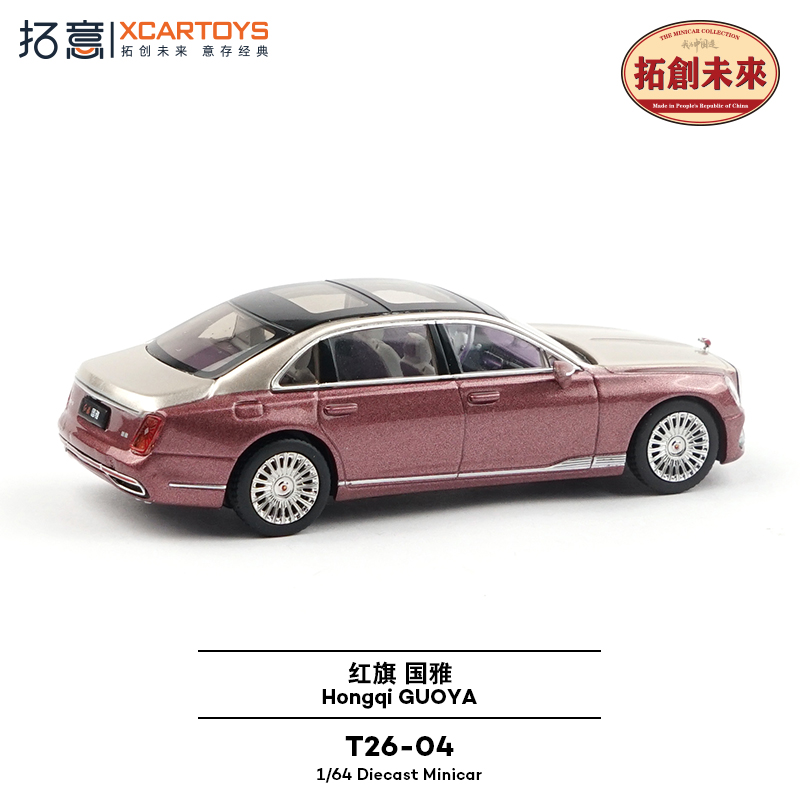 拓意
XCARTOYS
拓创未来 意存经典
THE MINICAR COLLECTION
拓創未來
Made in People's Republic of China
红旗 国雅
Hongqi GUOYA
T26-04
1/64 Diecast Minicar